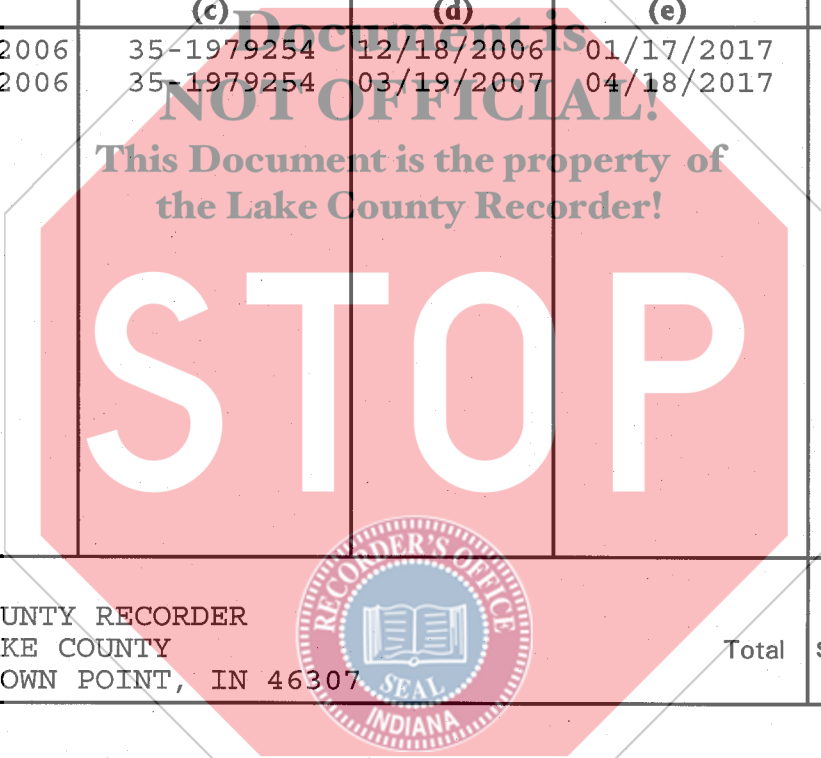 (c) (d) (e)
Document is
2006 35-1979254 12/18/2006 01/17/2017
2006 35-1979254 03/19/2007 04/18/2017
NOT OFFICIAL!
This Document is the property of
the Lake County Recorder!
STOP
RECORDER'S OFFICE
SEAL
INDIANA
UNTY RECORDER
KE COUNTY
OWN POINT, IN 46307
Total